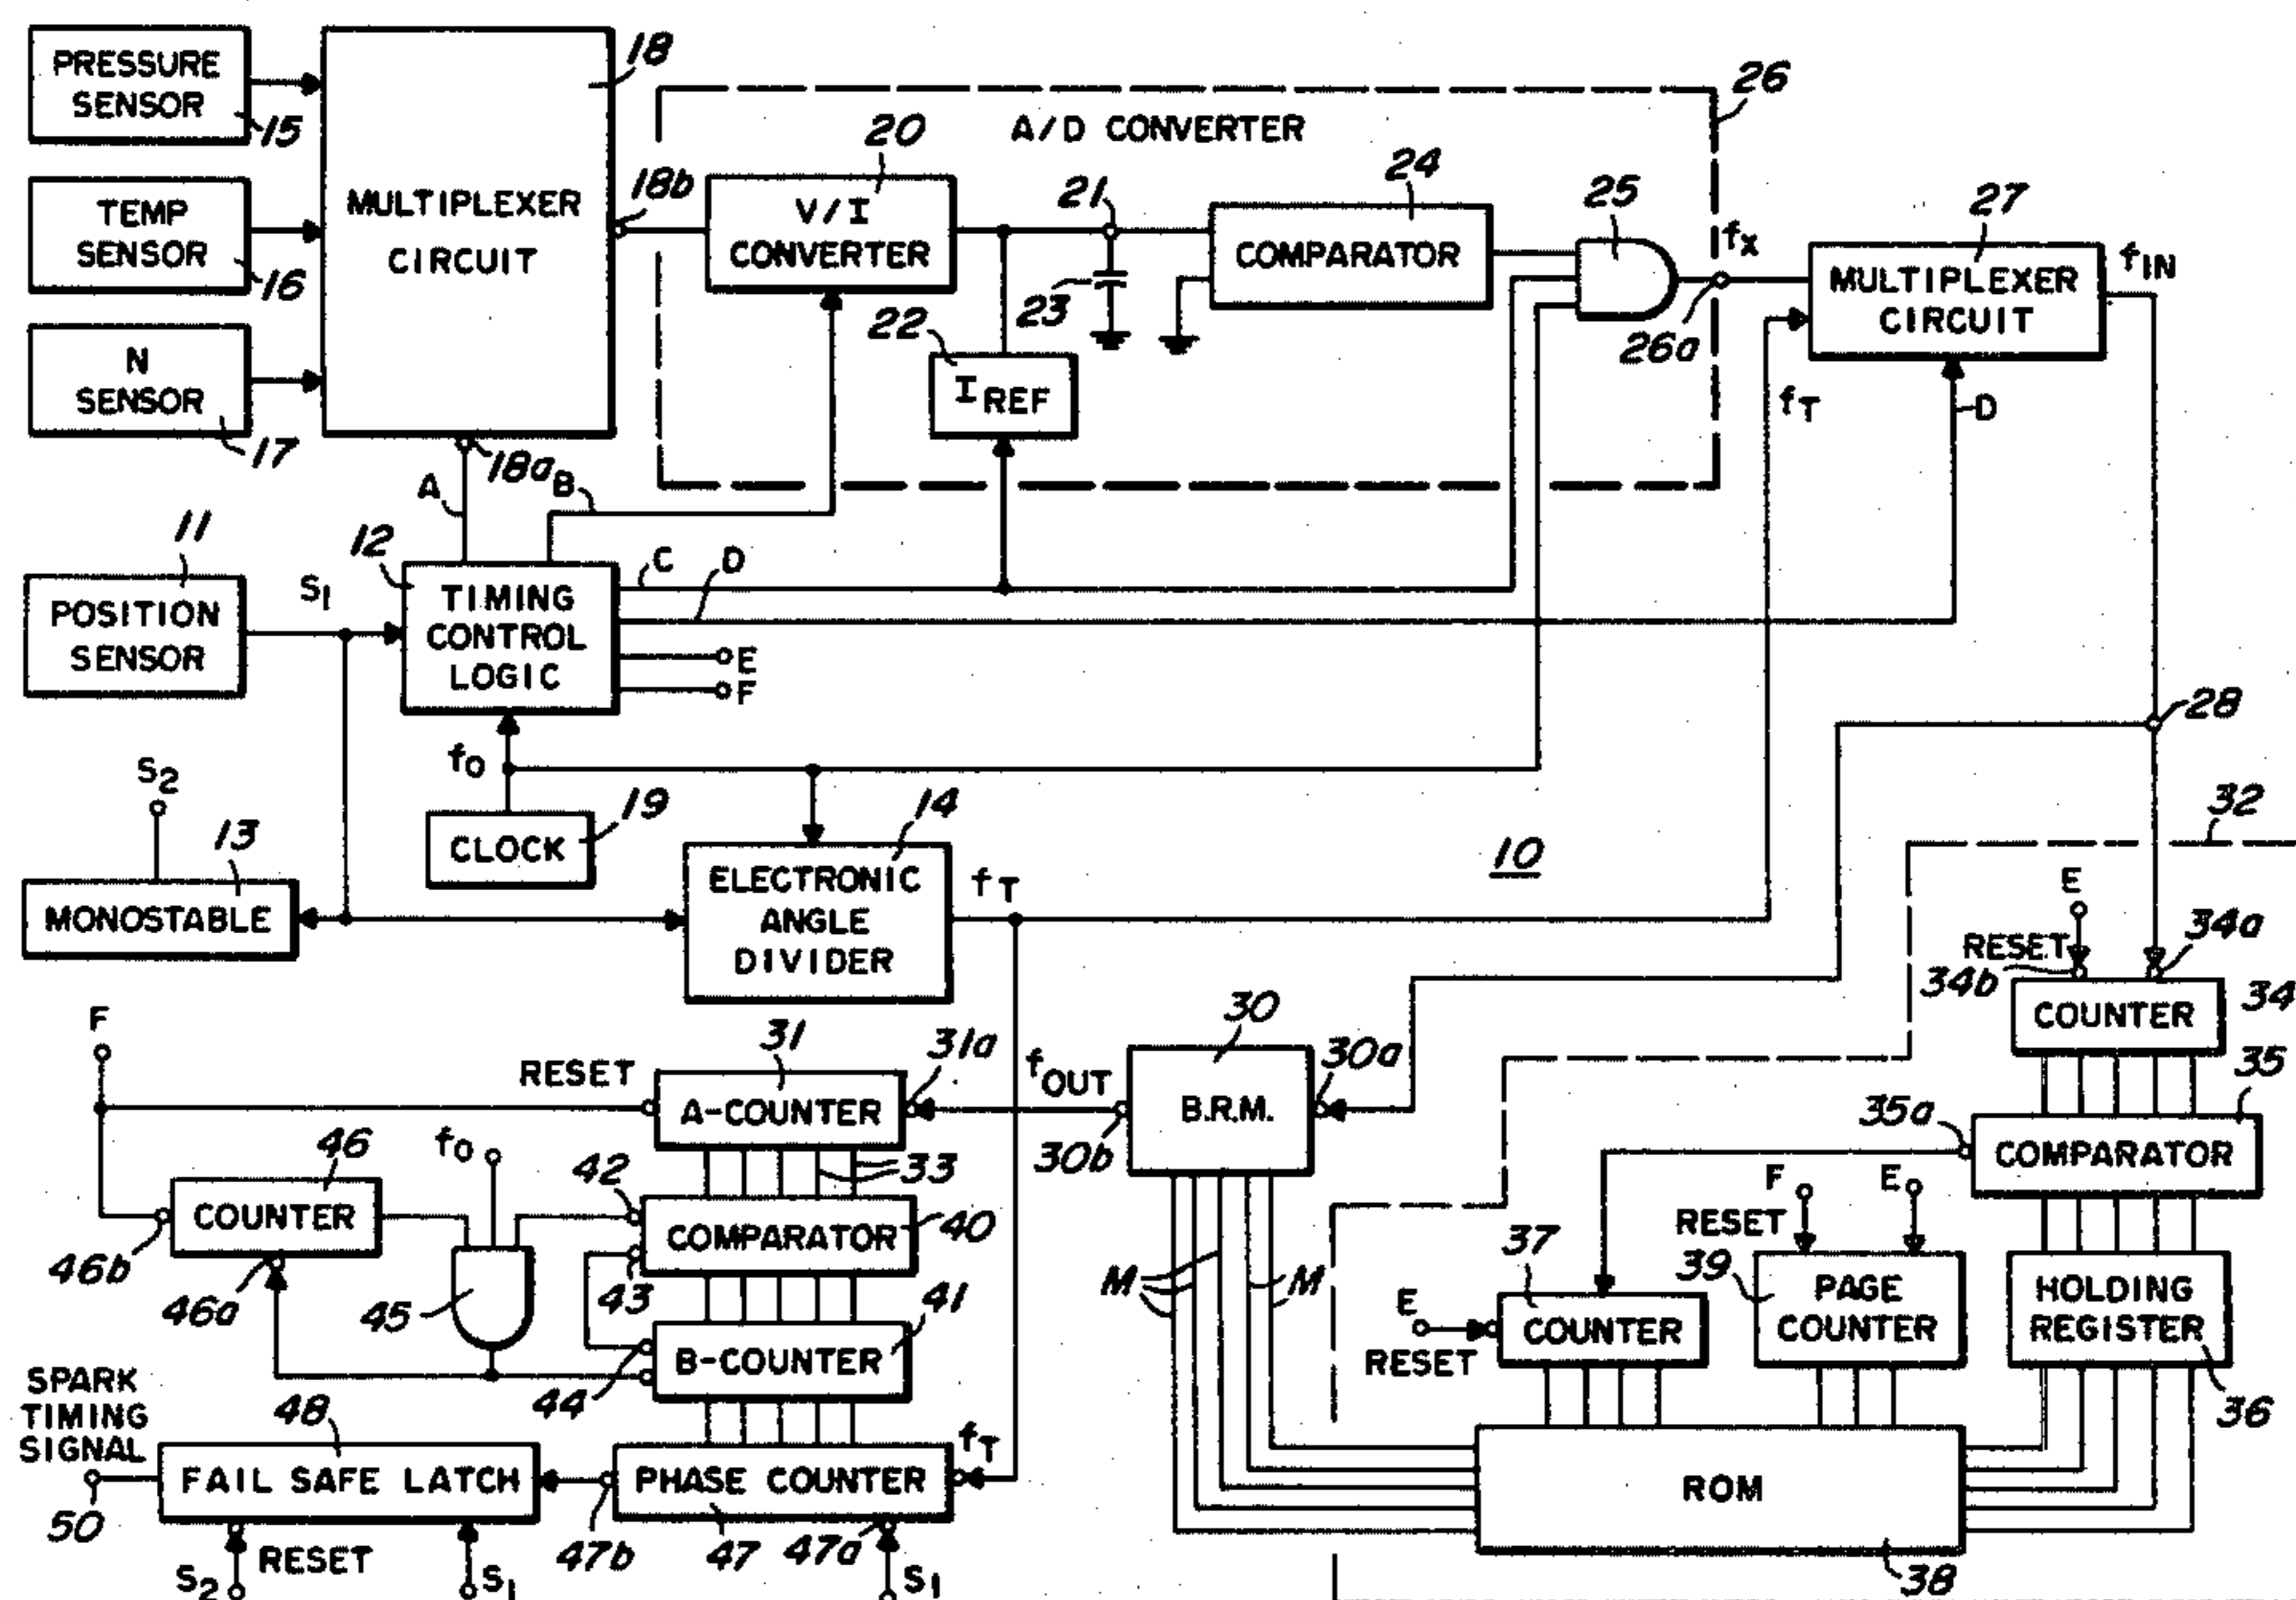 PRESSURE
SENSOR
15
TEMP
SENSOR
16
N
SENSOR
17
MULTIPLEXER
CIRCUIT
18
18b
18a
A
B
A/D CONVERTER
26
20
V/I
CONVERTER
21
22
I REF
23
24
COMPARATOR
25
fX
26a
27
MULTIPLEXER
CIRCUIT
fIN
fT
D
11
POSITION
SENSOR
S1
12
TIMING
CONTROL
LOGIC
C
D
E
F
28
fO
S2
13
MONOSTABLE
CLOCK
19
14
ELECTRONIC
ANGLE
DIVIDER
fT
10
32
E
RESET
34b
34a
COUNTER
34
F
RESET
31
A-COUNTER
31a
fOUT
30
B.R.M.
30a
30b
35
35a
COMPARATOR
46
COUNTER
46b
46a
fO
45
42
33
COMPARATOR
40
43
41
B-COUNTER
44
M
M
37
COUNTER
E
RESET
F
RESET
E
39
PAGE
COUNTER
HOLDING
REGISTER
36
SPARK
TIMING
SIGNAL
50
48
FAIL SAFE LATCH
S2
RESET
S1
47b
PHASE COUNTER
47
47a
fT
S1
ROM
38